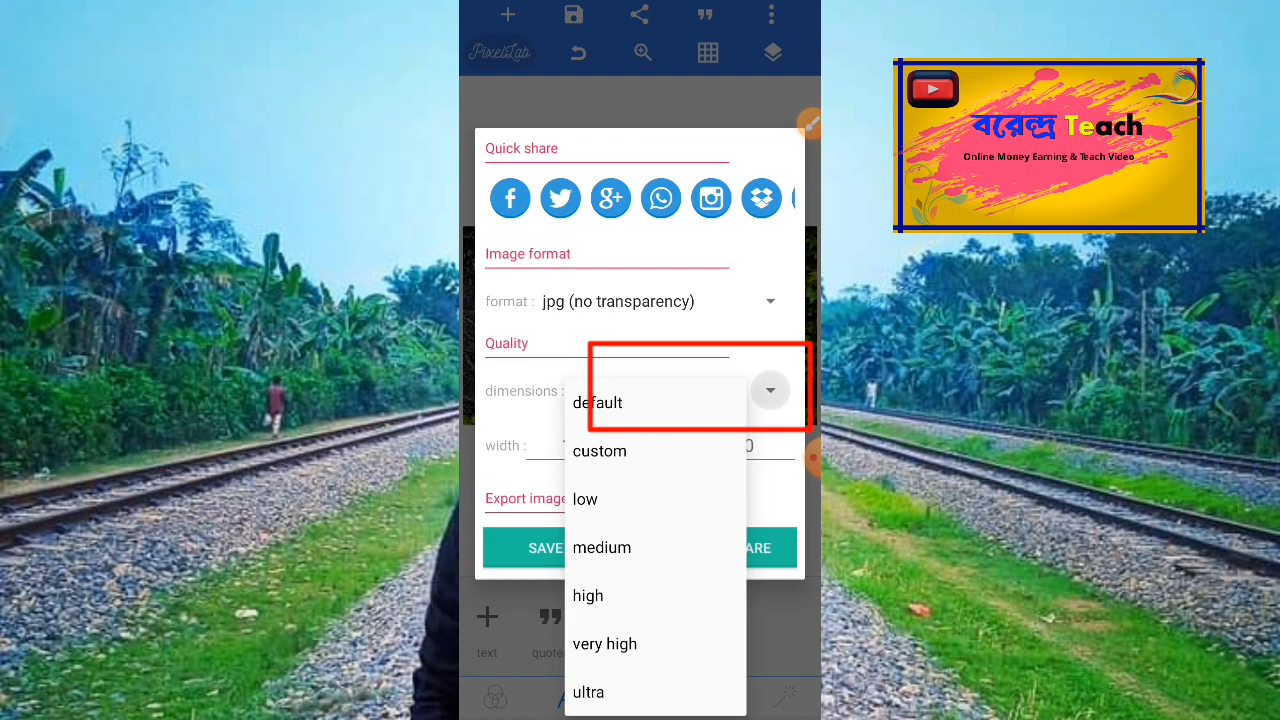 PixelLab
Quick share
Image format
format : jpg (no transparency)
Quality
dimensions :
default
width :
0
custom
low
Export image
SAVE
ARE
medium
high
very high
ultra
text
quote
বরেন্দ্র Teach
Online Money Earning & Teach Video